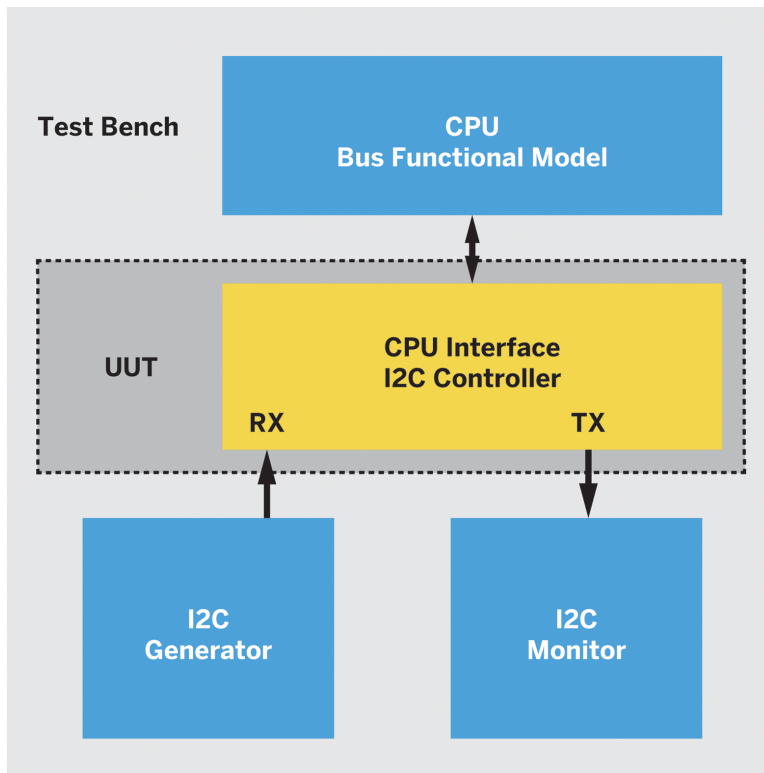 Test Bench
CPU
Bus Functional Model
UUT
CPU Interface
I2C Controller
RX
TX
I2C
Generator
I2C
Monitor